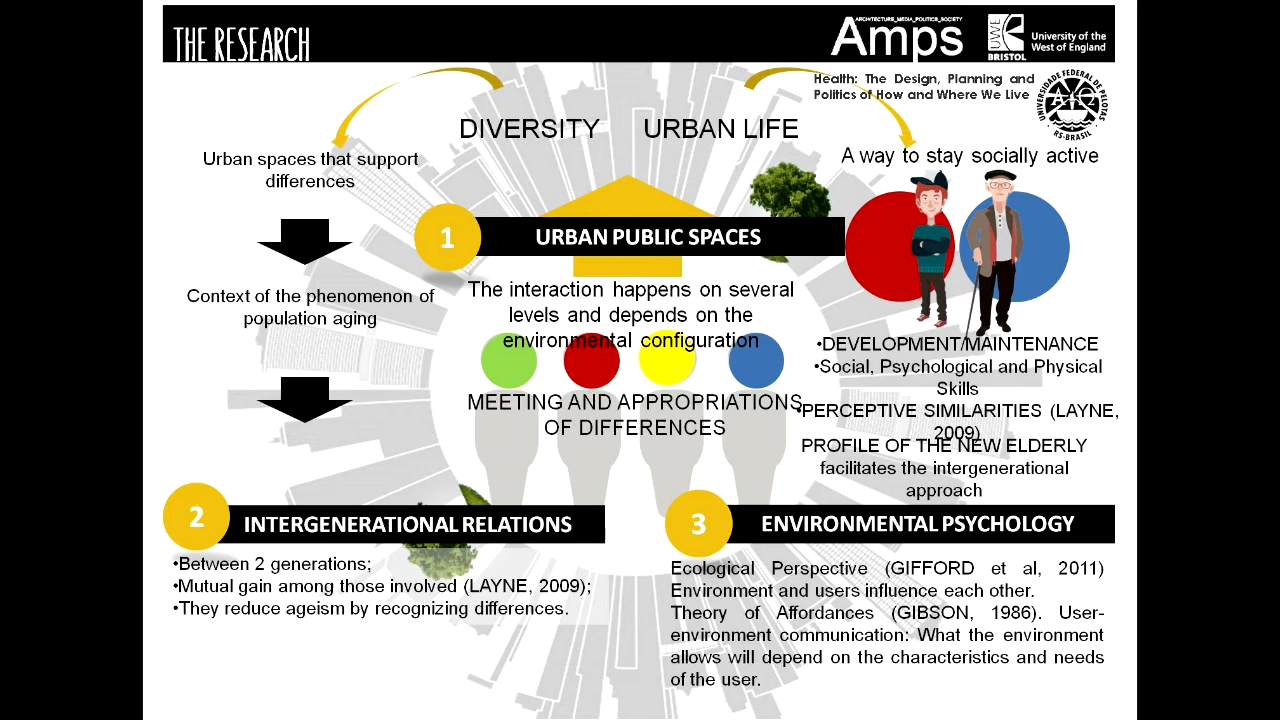 THE RESEARCH
ARCHITECTURE_MEDIA_POLITICS_SOCIETY
Amps
UWE
BRISTOL
University of the
West of England
Health: The Design, Planning and
Politics of How and Where We Live
UNIVERSIDADE FEDERAL DE PELOTAS
RS-BRASIL
DIVERSITY
URBAN LIFE
Urban spaces that support
differences
A way to stay socially active
1
URBAN PUBLIC SPACES
Context of the phenomenon of
population aging
The interaction happens on several
levels and depends on the
environmental configuration
MEETING AND APPROPRIATIONS
OF DIFFERENCES
•DEVELOPMENT/MAINTENANCE
•Social, Psychological and Physical
Skills
•PERCEPTIVE SIMILARITIES (LAYNE,
2009)
PROFILE OF THE NEW ELDERLY
facilitates the intergenerational
approach
2
INTERGENERATIONAL RELATIONS
•Between 2 generations;
•Mutual gain among those involved (LAYNE, 2009);
•They reduce ageism by recognizing differences.
3
ENVIRONMENTAL PSYCHOLOGY
Ecological Perspective (GIFFORD et al, 2011)
Environment and users influence each other.
Theory of Affordances (GIBSON, 1986). User-
environment communication: What the environment
allows will depend on the characteristics and needs
of the user.